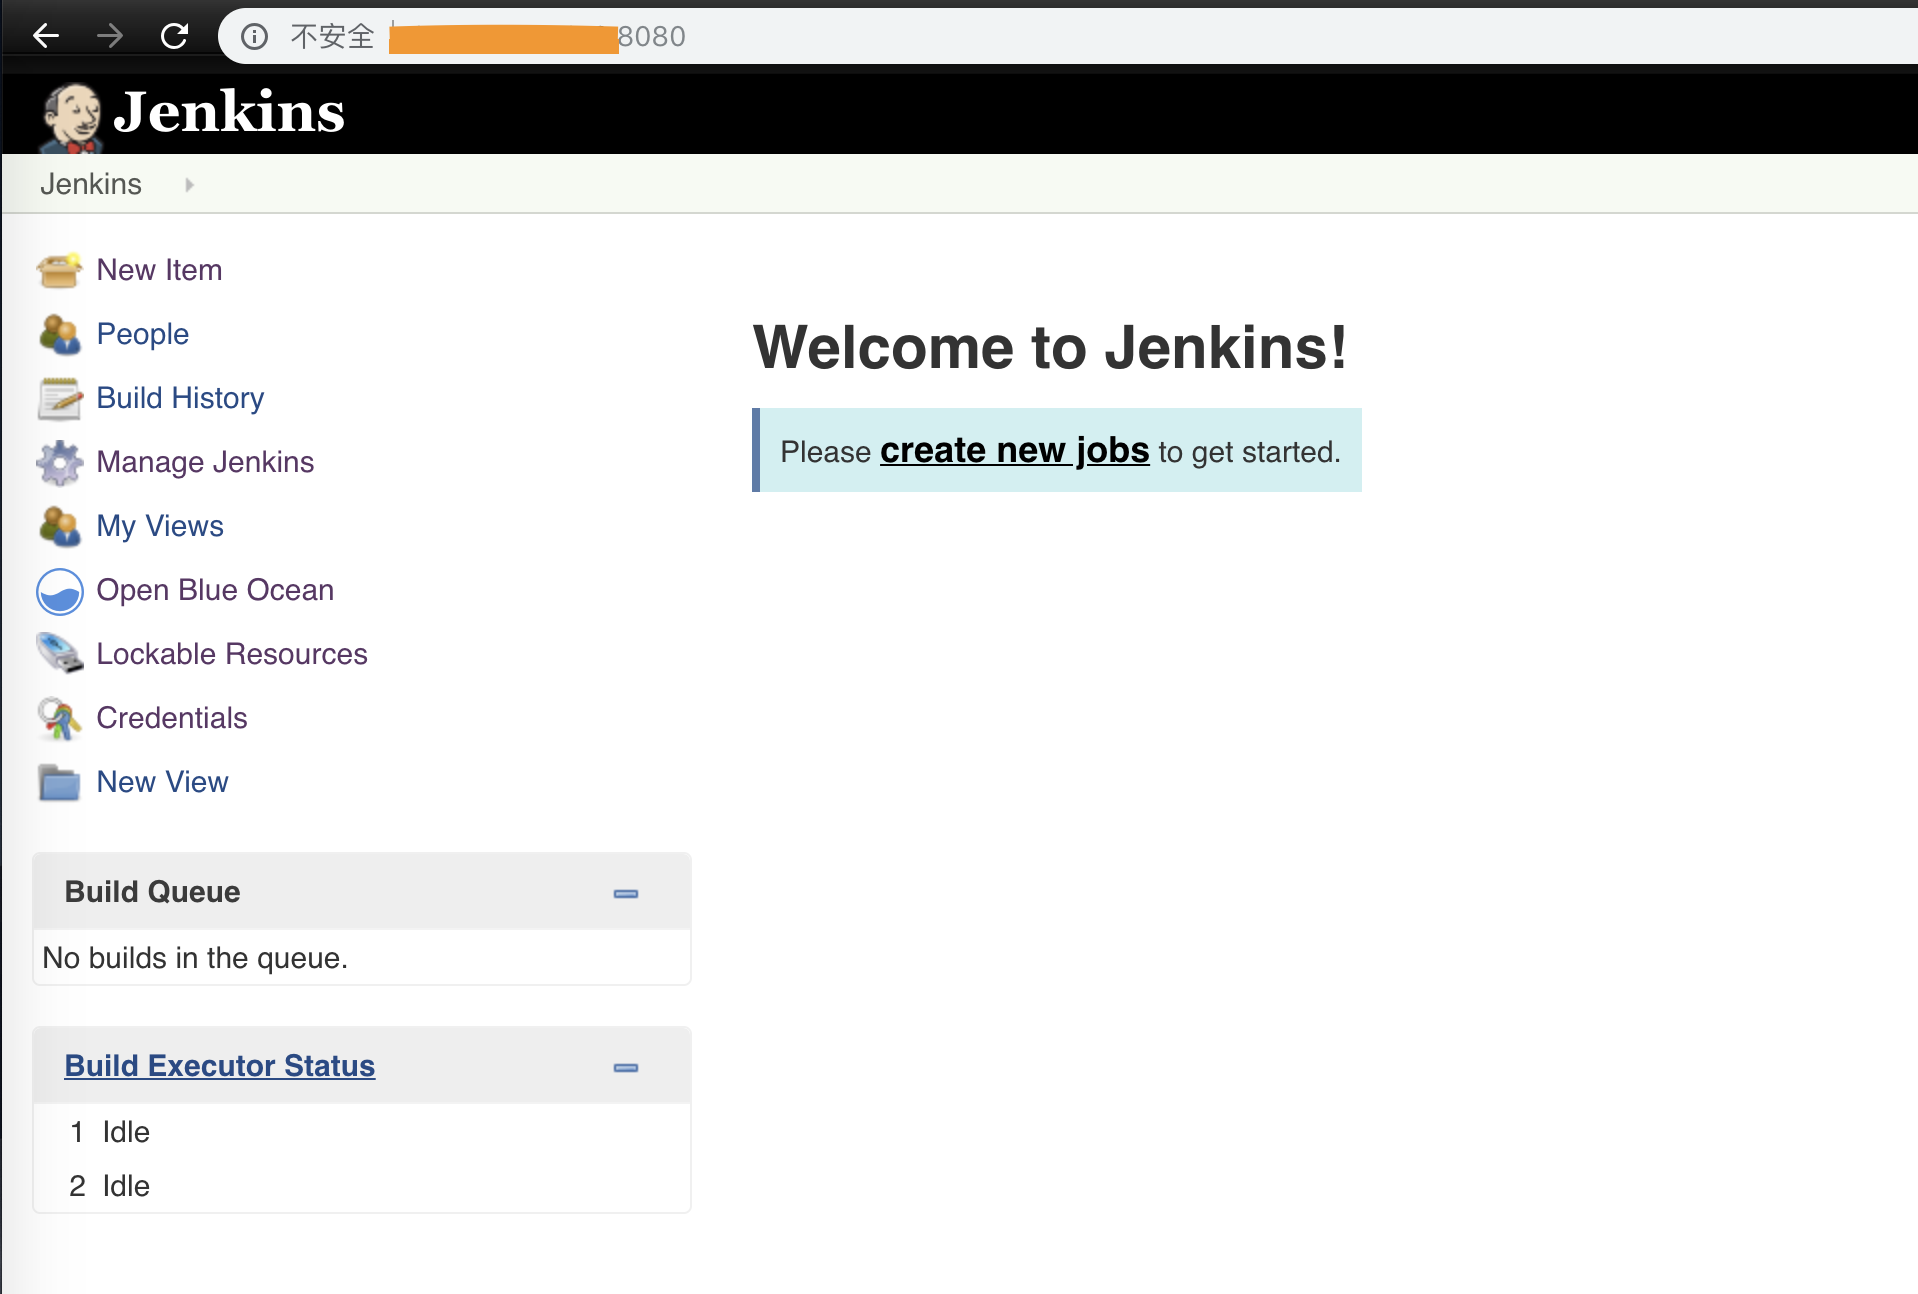 不安全 8080
Jenkins
Jenkins
New Item
People
Build History
Manage Jenkins
My Views
Open Blue Ocean
Lockable Resources
Credentials
New View
Welcome to Jenkins!
Please create new jobs to get started.
Build Queue
No builds in the queue.
Build Executor Status
1 Idle
2 Idle